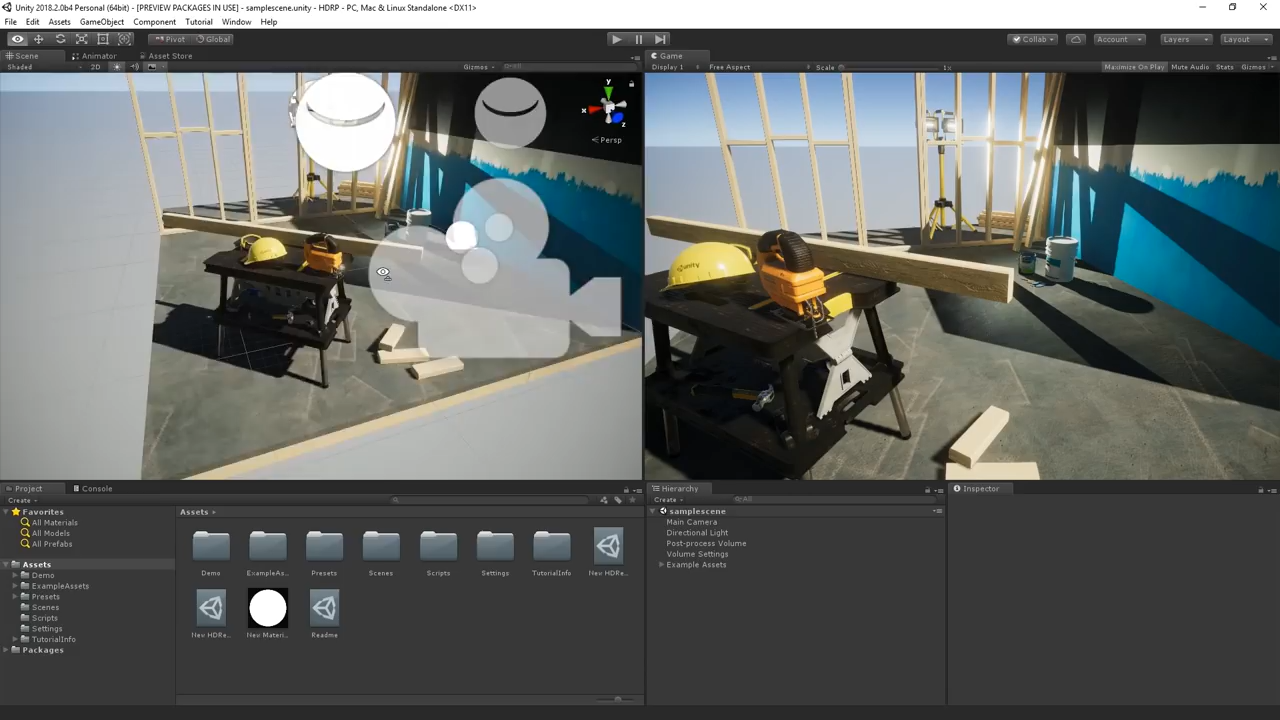 Unity 2018.2.0b4 Personal (64bit) - [PREVIEW PACKAGES IN USE] - samplescene.unity - HDRP - PC, Mac & Linux Standalone <DX11>
File Edit Assets GameObject Component Tutorial Window Help
Pivot Global Collab Account Layers Layout
Scene Animator Asset Store Game
Shaded 2D Gizmos All Display 1 Free Aspect Scale 1x Maximize On Play Mute Audio Stats Gizmos
y
x
z
Persp
unity
Project Console Hierarchy Inspector
Create Create All
Favorites Assets samplescene
All Materials Main Camera
All Models Directional Light
All Prefabs Post-process Volume
Volume Settings
Assets Example Assets
Demo Demo ExampleAs... Presets Scenes Scripts Settings TutorialInfo New HDRe...
ExampleAssets
Presets
Scenes
Scripts
Settings New HDRe... New Materi... Readme
TutorialInfo
Packages